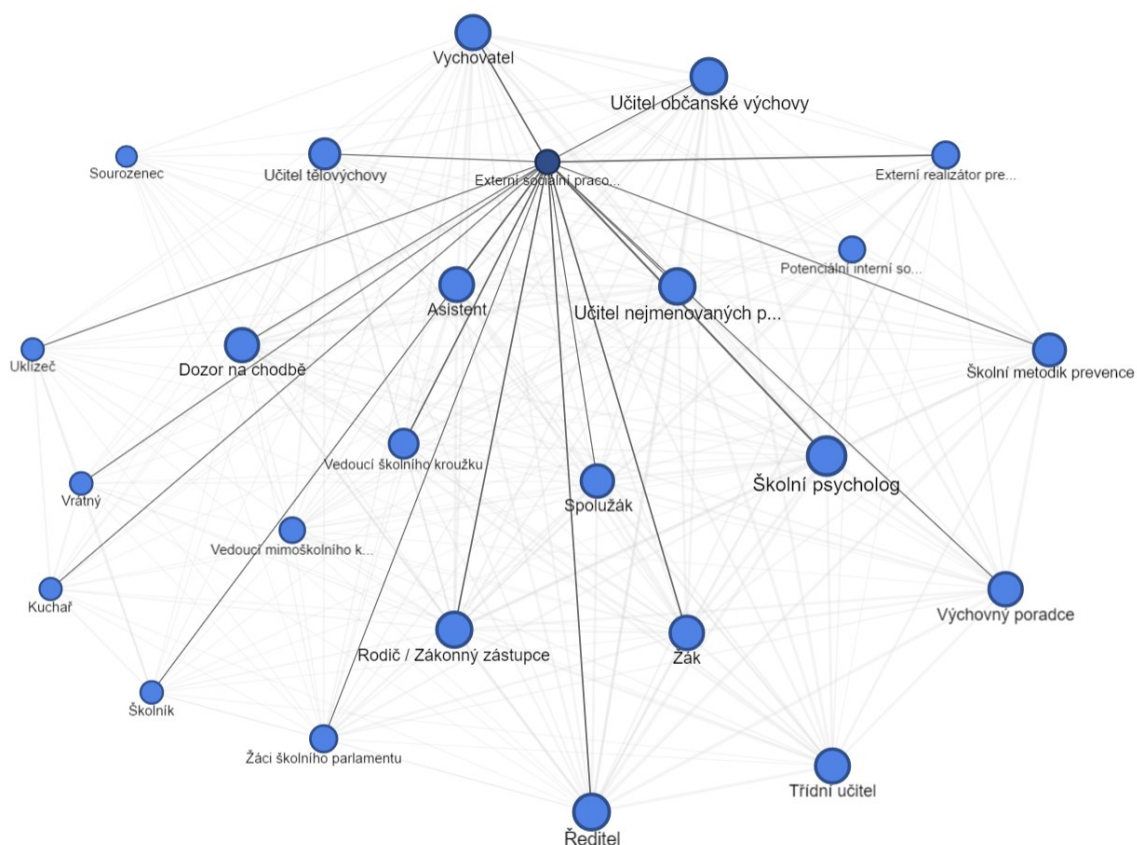 Vychovatel
Učitel občanské výchovy
Sourozenec
Učitel tělovýchovy
Externí sociální praco...
Externí realizátor pre...
Potenciální interní so...
Asistent
Učitel nejmenovaných p...
Uklízeč
Dozor na chodbě
Školní metodik prevence
Vedoucí školního kroužku
Vrátný
Spolužák
Školní psycholog
Vedoucí mimoškolního k...
Kuchař
Výchovný poradce
Rodič / Zákonný zástupce
Žák
Školník
Žáci školního parlamentu
Třídní učitel
Ředitel